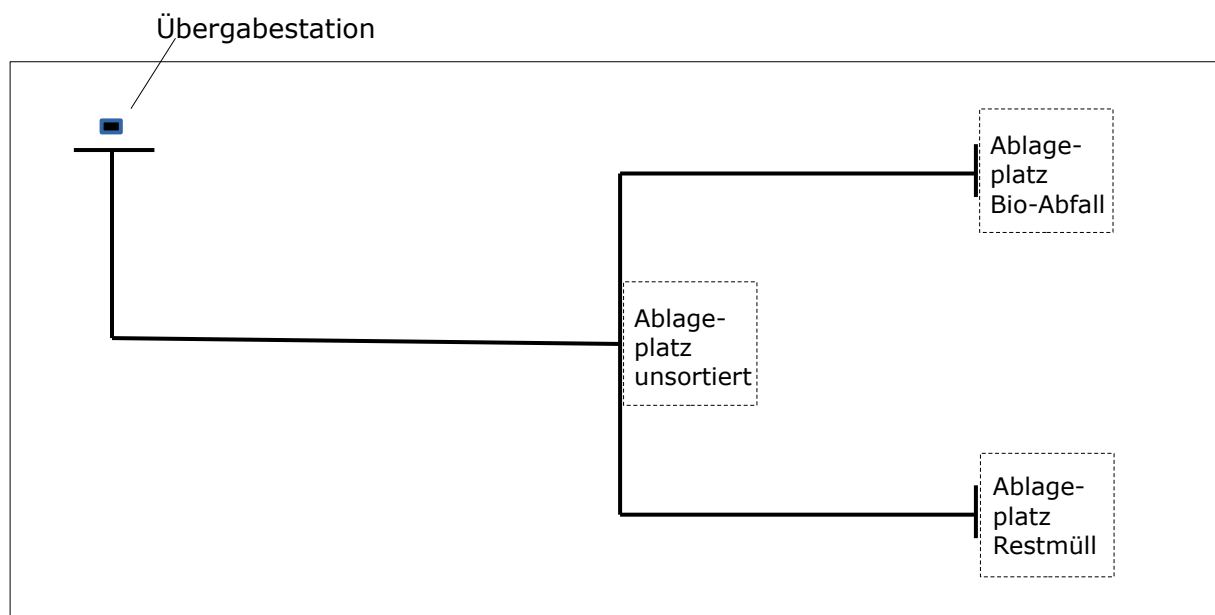 Übergabestation
Ablage-
platz
Bio-Abfall
Ablage-
platz
unsortiert
Ablage-
platz
Restmüll